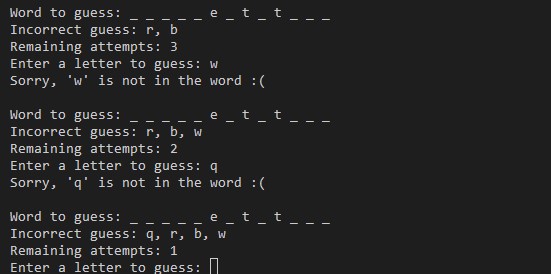 Word to guess: _ _ _ _ _ e _ t _ t _ _ _
Incorrect guess: r, b
Remaining attempts: 3
Enter a letter to guess: w
Sorry, 'w' is not in the word :(
Word to guess: _ _ _ _ _ e _ t _ t _ _ _
Incorrect guess: r, b, w
Remaining attempts: 2
Enter a letter to guess: q
Sorry, 'q' is not in the word :(
Word to guess: _ _ _ _ _ e _ t _ t _ _ _
Incorrect guess: q, r, b, w
Remaining attempts: 1
Enter a letter to guess: